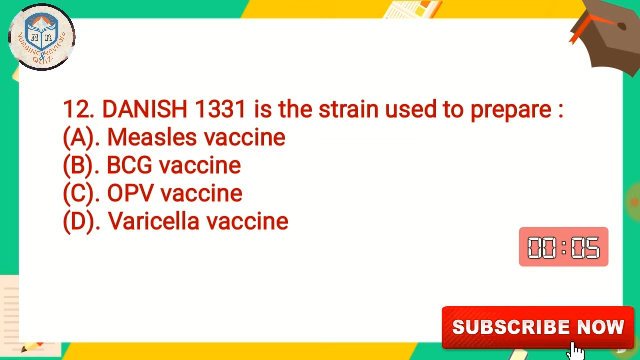 12. DANISH 1331 is the strain used to prepare :
(A). Measles vaccine
(B). BCG vaccine
(C). OPV vaccine
(D). Varicella vaccine
00:05
SUBSCRIBE NOW